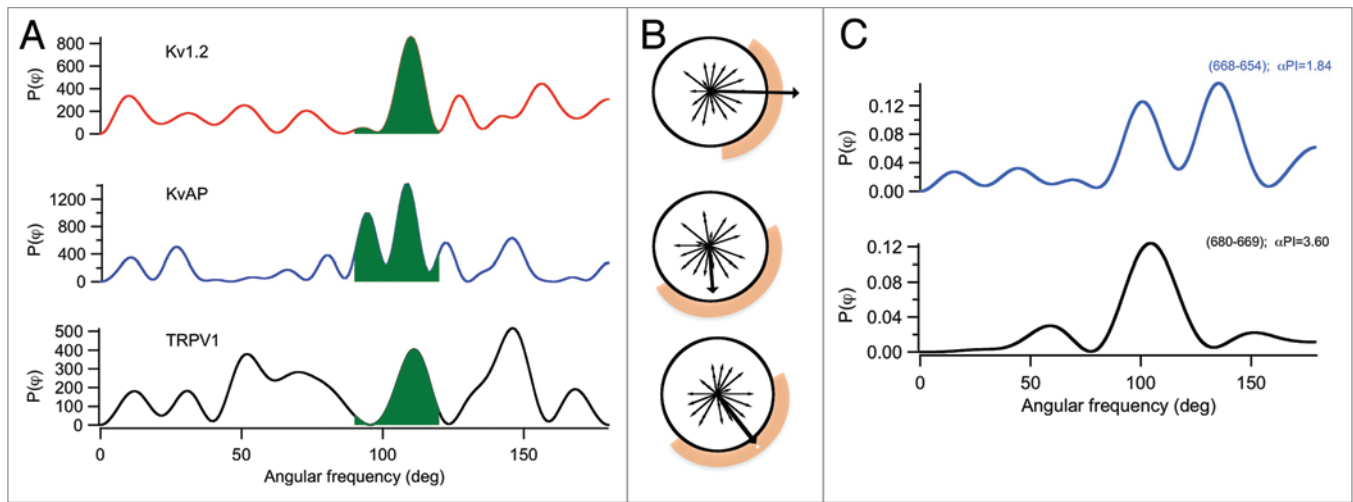 A
Kv1.2
P(φ)
800
600
400
200
0
KvAP
P(φ)
1200
800
400
0
TRPV1
P(φ)
500
400
300
200
100
0
0 50 100 150
Angular frequency (deg)
B
C
(668-654); αPI=1.84
P(φ)
0.12
0.08
0.04
0.00
(680-669); αPI=3.60
P(φ)
0.12
0.08
0.04
0.00
0 50 100 150
Angular frequency (deg)